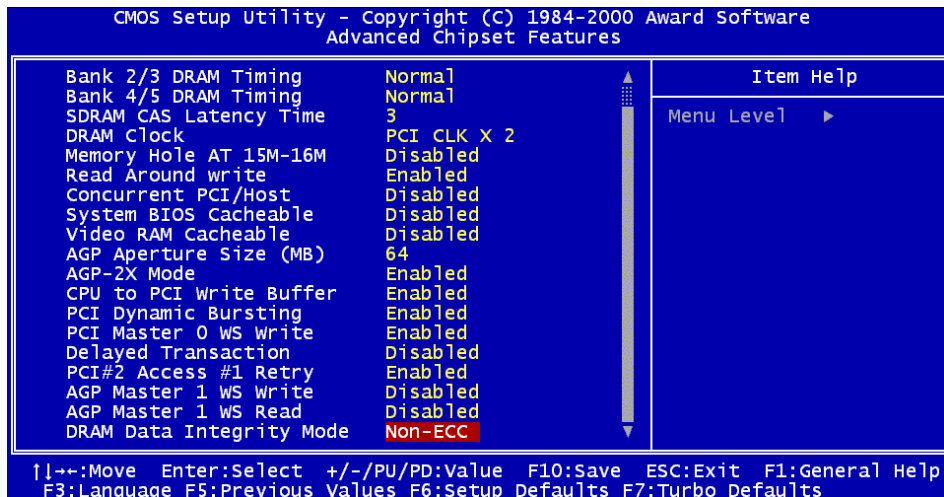 CMOS Setup Utility - Copyright (C) 1984-2000 Award Software
Advanced Chipset Features
Bank 2/3 DRAM Timing Normal
Bank 4/5 DRAM Timing Normal
SDRAM CAS Latency Time 3
DRAM Clock PCI CLK X 2
Memory Hole AT 15M-16M Disabled
Read Around write Enabled
Concurrent PCI/Host Disabled
System BIOS Cacheable Disabled
Video RAM Cacheable Disabled
AGP Aperture Size (MB) 64
AGP-2X Mode Enabled
CPU to PCI Write Buffer Enabled
PCI Dynamic Bursting Enabled
PCI Master 0 WS Write Enabled
Delayed Transaction Disabled
PCI#2 Access #1 Retry Enabled
AGP Master 1 WS Write Disabled
AGP Master 1 WS Read Disabled
DRAM Data Integrity Mode Non-ECC
Item Help
Menu Level ►
↑↓→←:Move Enter:Select +/-/PU/PD:Value F10:Save ESC:Exit F1:General Help
F3:Language F5:Previous Values F6:Setup Defaults F7:Turbo Defaults